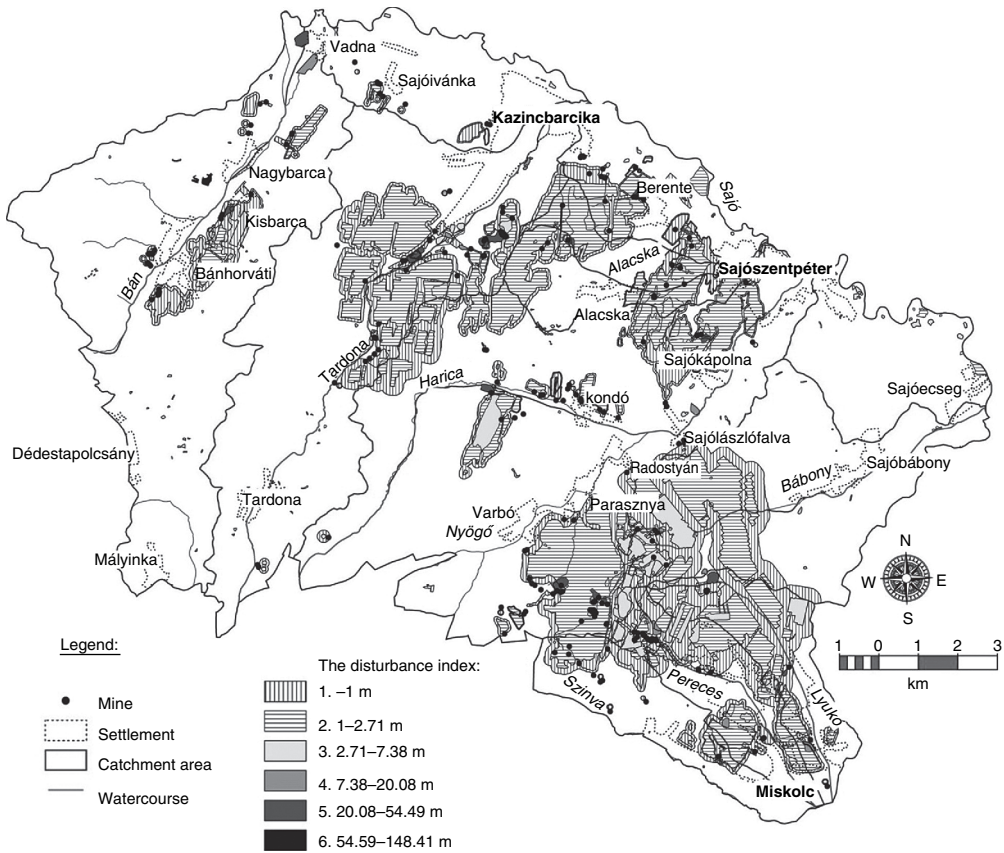 Vadna
Sajóivánka
Kazincbarcika
Nagybarca
Berente
Sajó
Kisbarca
Bán
Bánhorváti
Alacska
Sajószentpéter
Alacska
Tardona
Harica
Sajókápolna
kondó
Sajóecseg
Dédestapolcsány
Sajólászlófalva
Radostyán
Bábony
Sajóbábony
Tardona
Varbó
Parasznya
Nyögő
Mályinka
N
W E
S
Legend:
Mine
Settlement
Catchment area
Watercourse
The disturbance index:
1. –1 m
2. 1–2.71 m
3. 2.71–7.38 m
4. 7.38–20.08 m
5. 20.08–54.49 m
6. 54.59–148.41 m
1 0 1 2 3
km
Szinva
Pereces
Lyuko
Miskolc